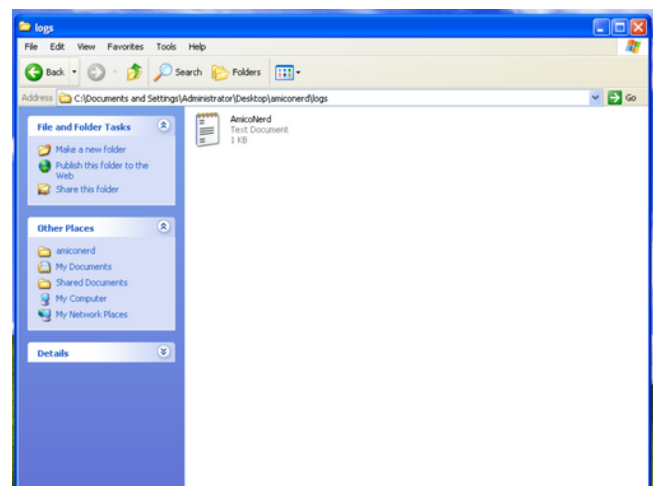 logs
File Edit View Favorites Tools Help
Back Search Folders
Address C:\Documents and Settings\Administrator\Desktop\amiconerd\logs Go
File and Folder Tasks
Make a new folder
Publish this folder to the
Web
Share this folder
Other Places
amiconerd
My Documents
Shared Documents
My Computer
My Network Places
Details
AmicoNerd
Text Document
1 KB